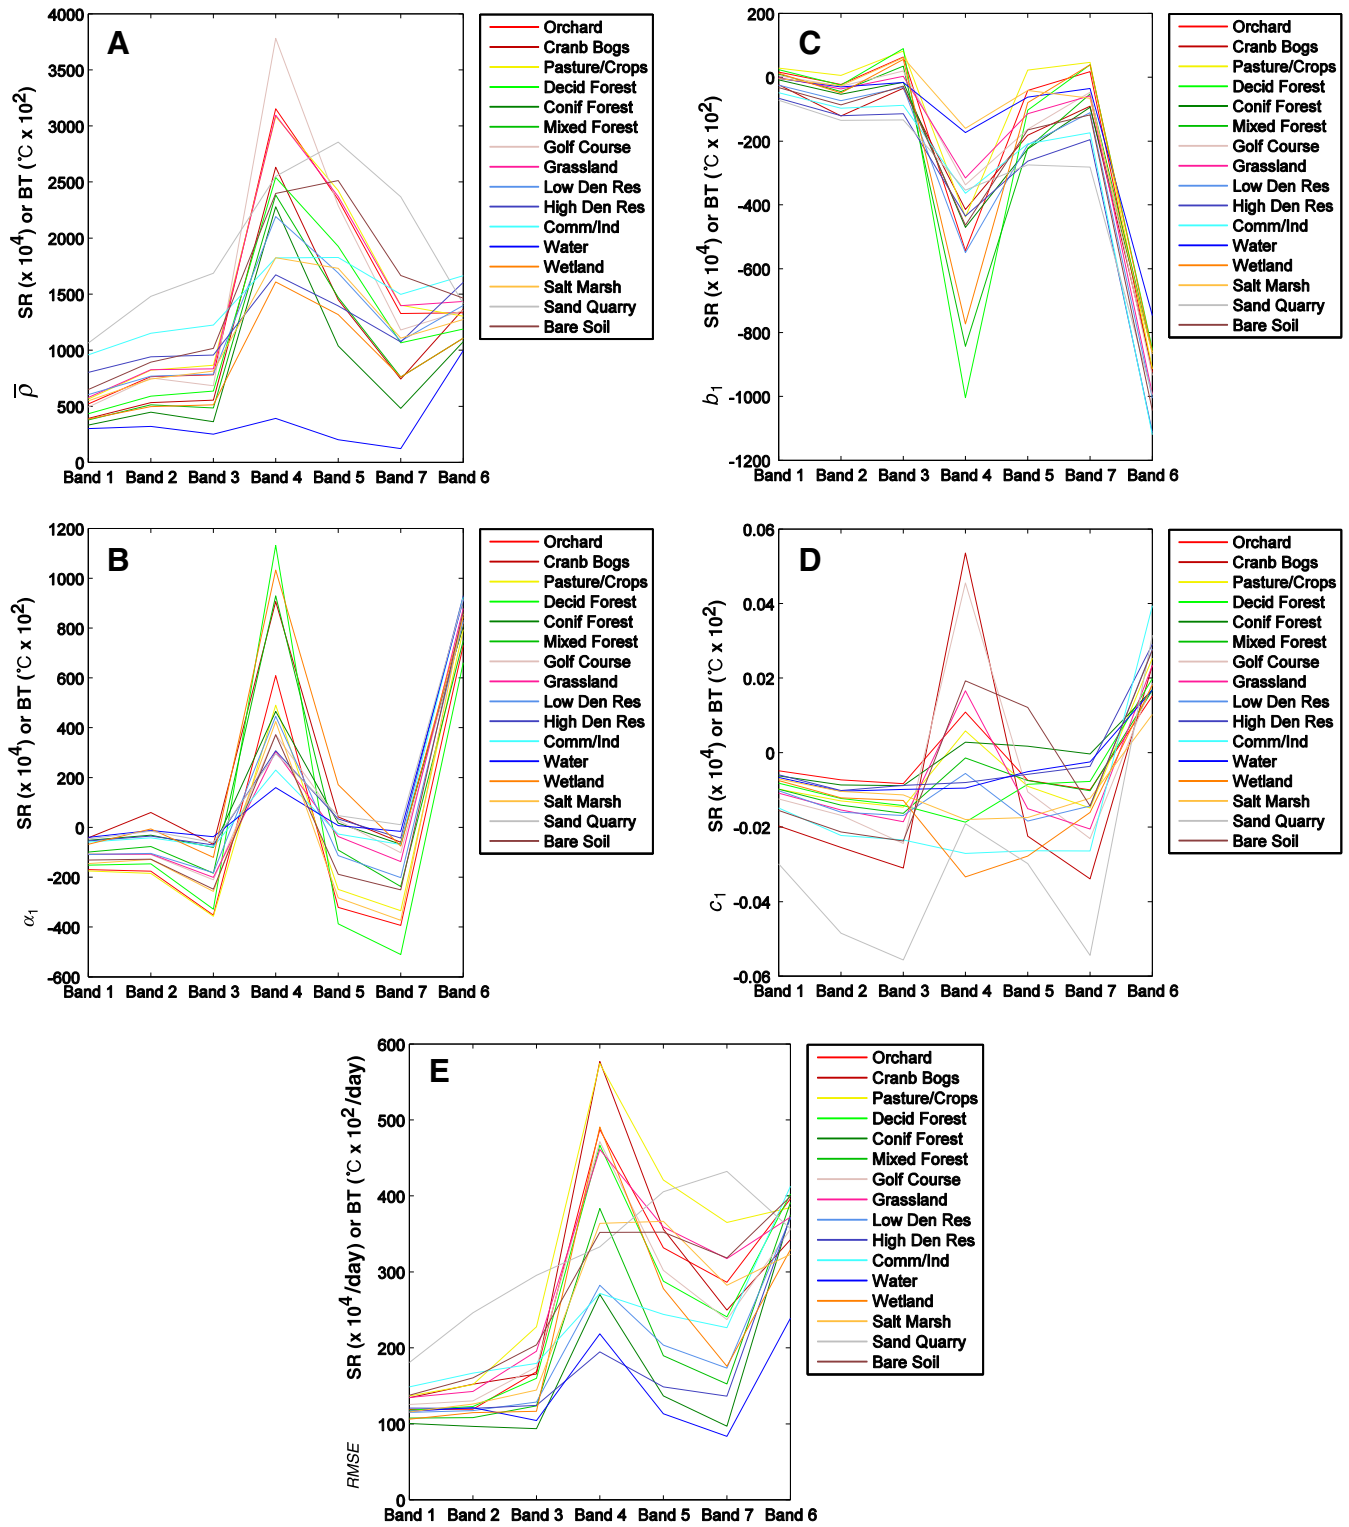 A
SR (x 10⁴) or BT (℃ x 10²)
ρ̅
4000
3500
3000
2500
2000
1500
1000
500
0
Band 1 Band 2 Band 3 Band 4 Band 5 Band 7 Band 6
Orchard
Cranb Bogs
Pasture/Crops
Decid Forest
Conif Forest
Mixed Forest
Golf Course
Grassland
Low Den Res
High Den Res
Comm/Ind
Water
Wetland
Salt Marsh
Sand Quarry
Bare Soil
C
SR (x 10⁴) or BT (℃ x 10²)
b₁
200
0
-200
-400
-600
-800
-1000
-1200
Band 1 Band 2 Band 3 Band 4 Band 5 Band 7 Band 6
Orchard
Cranb Bogs
Pasture/Crops
Decid Forest
Conif Forest
Mixed Forest
Golf Course
Grassland
Low Den Res
High Den Res
Comm/Ind
Water
Wetland
Salt Marsh
Sand Quarry
Bare Soil
B
SR (x 10⁴) or BT (℃ x 10²)
α₁
1200
1000
800
600
400
200
0
-200
-400
-600
Band 1 Band 2 Band 3 Band 4 Band 5 Band 7 Band 6
Orchard
Cranb Bogs
Pasture/Crops
Decid Forest
Conif Forest
Mixed Forest
Golf Course
Grassland
Low Den Res
High Den Res
Comm/Ind
Water
Wetland
Salt Marsh
Sand Quarry
Bare Soil
D
SR (x 10⁴) or BT (℃ x 10²)
c₁
0.06
0.04
0.02
0
-0.02
-0.04
-0.06
Band 1 Band 2 Band 3 Band 4 Band 5 Band 7 Band 6
Orchard
Cranb Bogs
Pasture/Crops
Decid Forest
Conif Forest
Mixed Forest
Golf Course
Grassland
Low Den Res
High Den Res
Comm/Ind
Water
Wetland
Salt Marsh
Sand Quarry
Bare Soil
E
SR (x 10⁴/day) or BT (℃ x 10²/day)
RMSE
600
500
400
300
200
100
0
Band 1 Band 2 Band 3 Band 4 Band 5 Band 7 Band 6
Orchard
Cranb Bogs
Pasture/Crops
Decid Forest
Conif Forest
Mixed Forest
Golf Course
Grassland
Low Den Res
High Den Res
Comm/Ind
Water
Wetland
Salt Marsh
Sand Quarry
Bare Soil